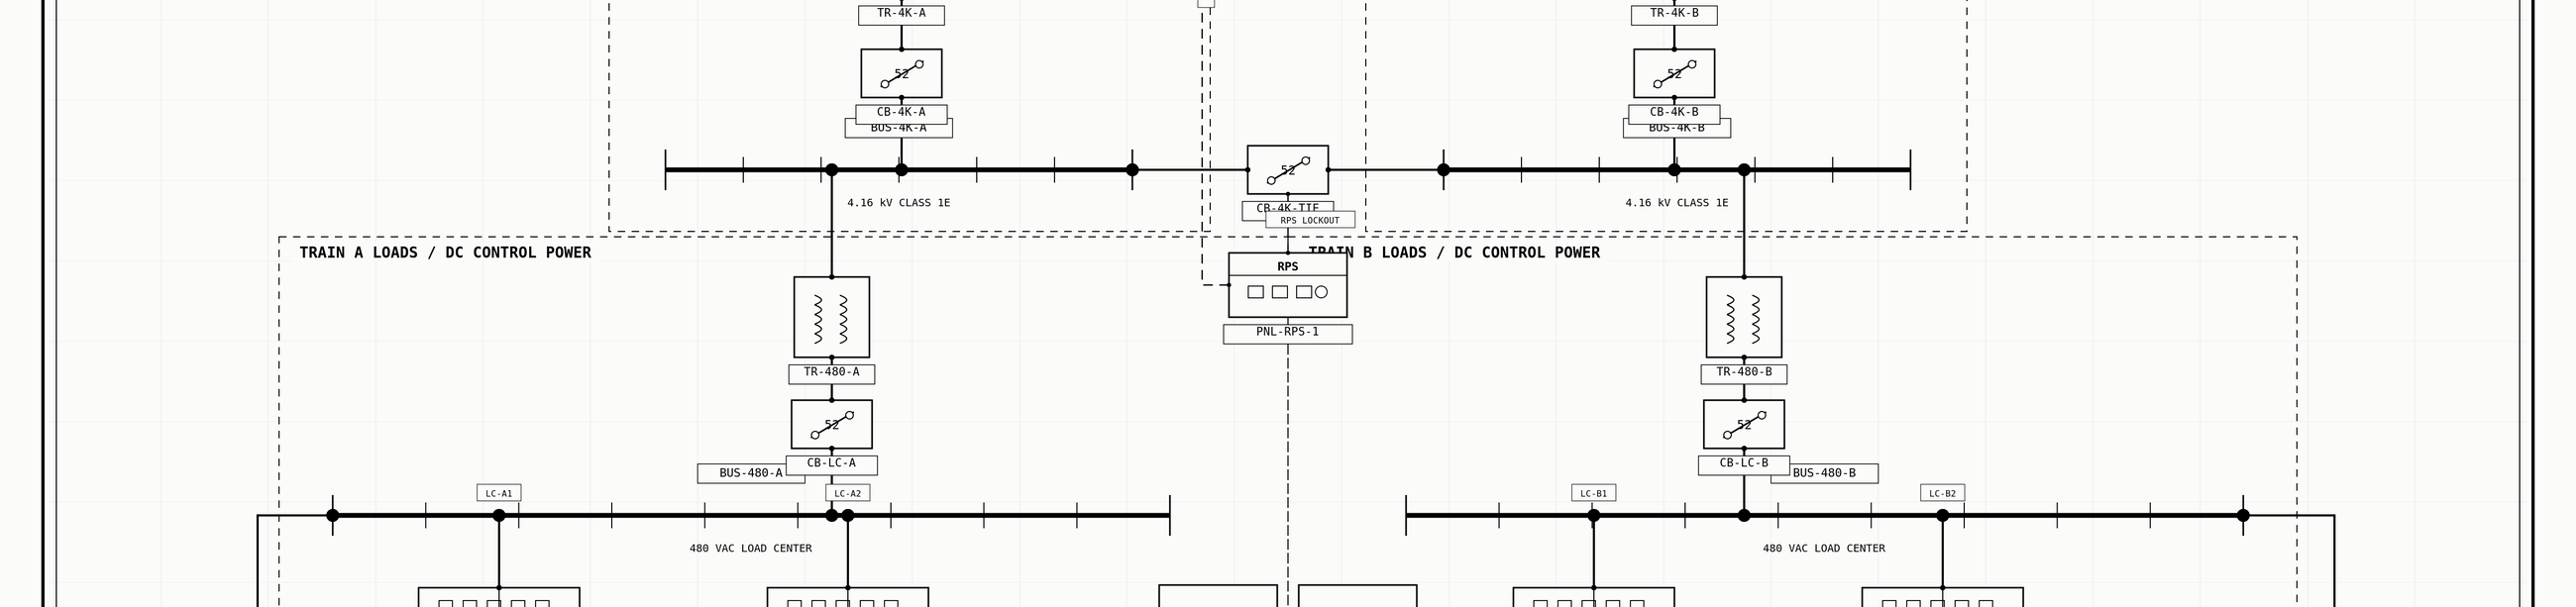 TR-4K-A
TR-4K-B
52
52
CB-4K-A
CB-4K-B
BUS-4K-A
BUS-4K-B
52
4.16 kV CLASS 1E
4.16 kV CLASS 1E
CB-4K-TIE
RPS LOCKOUT
TRAIN A LOADS / DC CONTROL POWER
TRAIN B LOADS / DC CONTROL POWER
RPS
PNL-RPS-1
TR-480-A
TR-480-B
52
52
CB-LC-A
CB-LC-B
BUS-480-A
BUS-480-B
LC-A1
LC-A2
LC-B1
LC-B2
480 VAC LOAD CENTER
480 VAC LOAD CENTER